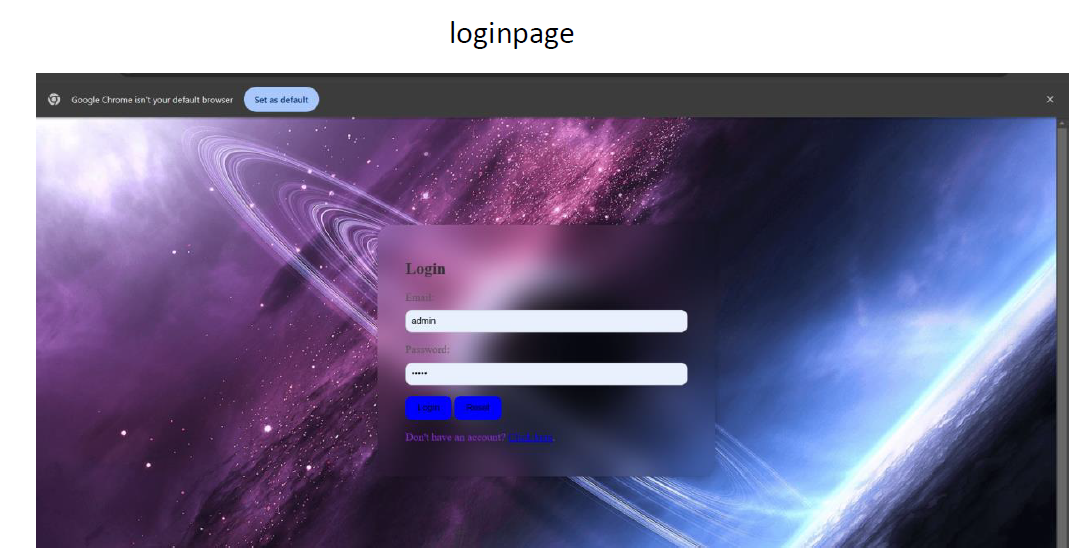 loginpage
Google Chrome isn't your default browser Set as default
Login
Email:
admin
Password:
Login Reset
Don't have an account? Click here.